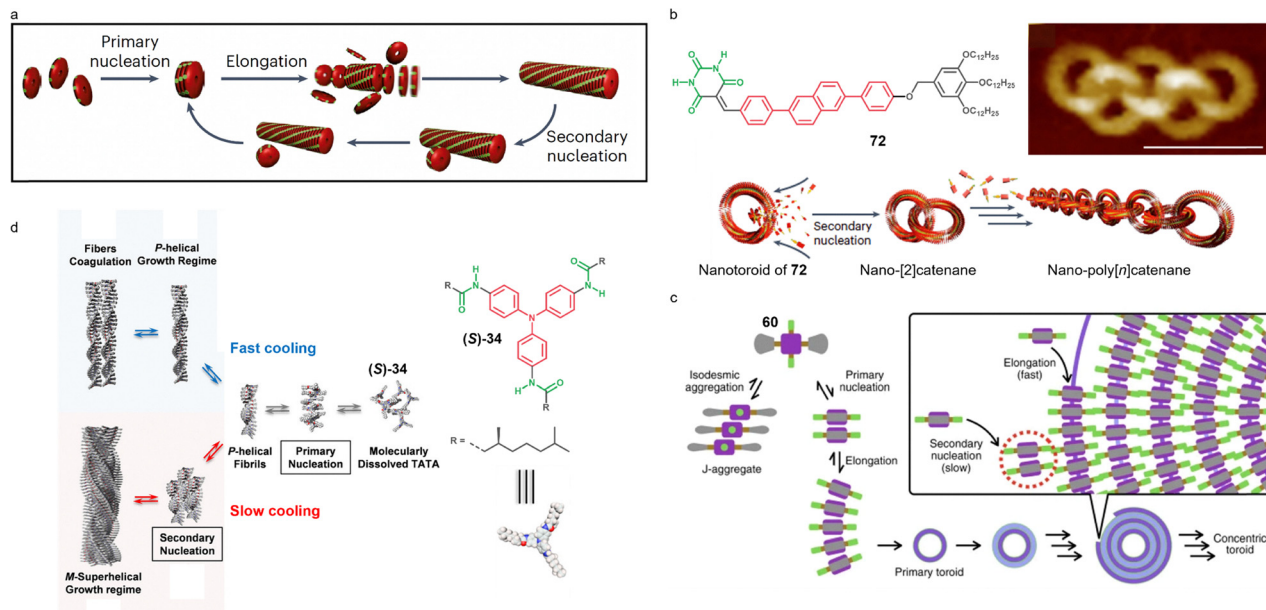 a
Primary
nucleation
Elongation
Secondary
nucleation
b
O
H
N
O
N
H
O
O
OC12H25
OC12H25
OC12H25
72
Secondary
nucleation
Nanotoroid of 72
Nano-[2]catenane
Nano-poly[n]catenane
c
60
Isodesmic
aggregation
Primary
nucleation
J-aggregate
Elongation
Elongation
(fast)
Secondary
nucleation
(slow)
Primary toroid
Concentric
toroid
d
Fibers
Coagulation
P-helical
Growth Regime
Fast cooling
P-helical
Fibrils
Primary
Nucleation
(S)-34
Molecularly
Dissolved TATA
Slow cooling
Secondary
Nucleation
M-Superhelical
Growth regime
H
N
R
O
R
O
N
H
N
(S)-34
H
N
O
R
R =